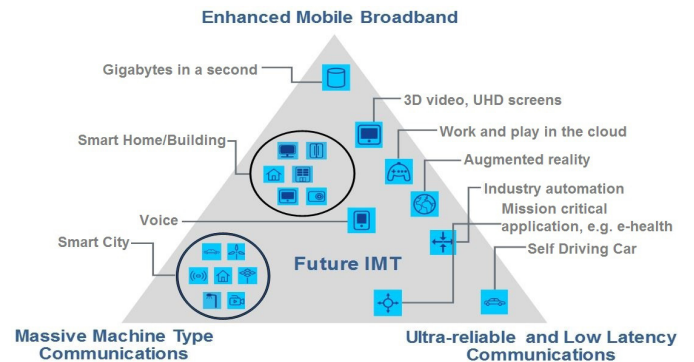 Enhanced Mobile Broadband
Gigabytes in a second
3D video, UHD screens
Smart Home/Building
Work and play in the cloud
Augmented reality
Industry automation
Mission critical
application, e.g. e-health
Voice
Smart City
Self Driving Car
Future IMT
Massive Machine Type
Communications
Ultra-reliable and Low Latency
Communications